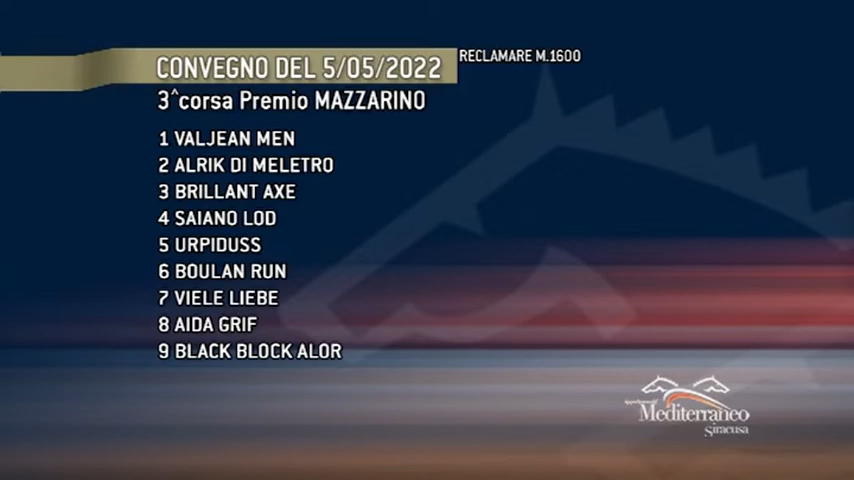 CONVEGNO DEL 5/05/2022
RECLAMARE M.1600
3^corsa Premio MAZZARINO
1 VALJEAN MEN
2 ALRIK DI MELETRO
3 BRILLANT AXE
4 SAIANO LOD
5 URPIDUSS
6 BOULAN RUN
7 VIELE LIEBE
8 AIDA GRIF
9 BLACK BLOCK ALOR
Mediterraneo
Siracusa